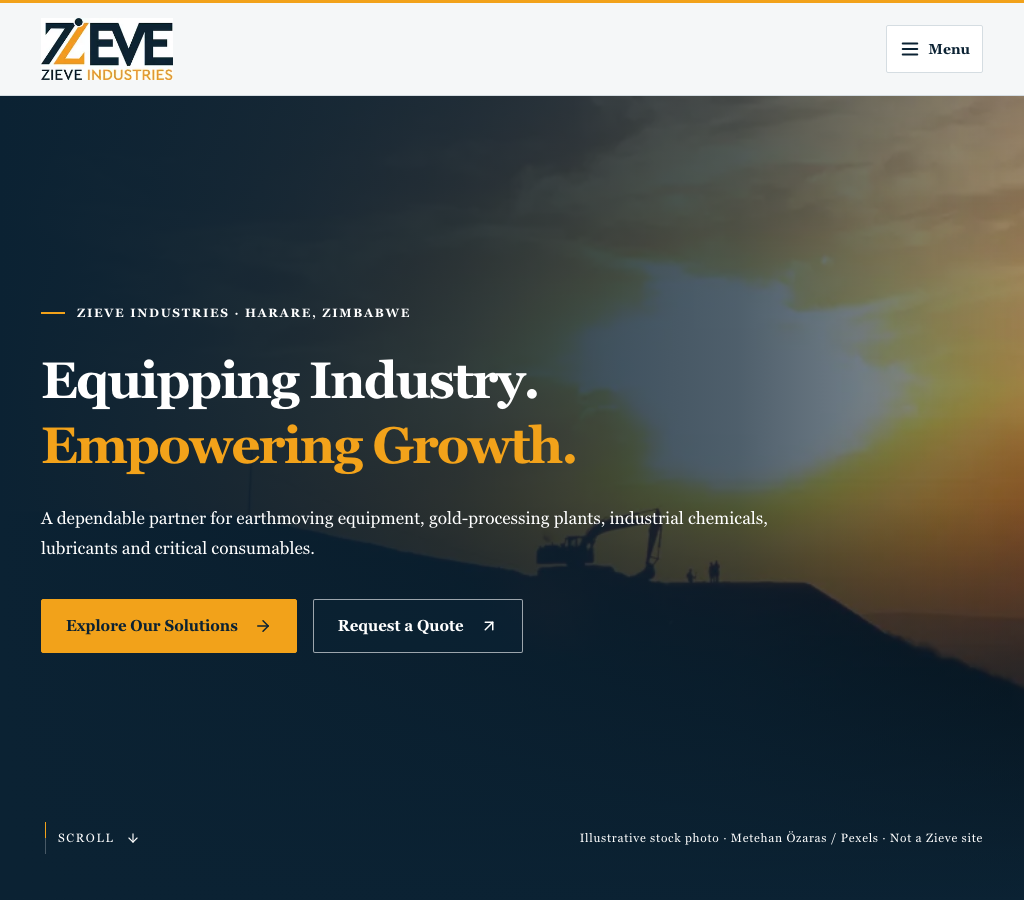 ZIEVE
ZIEVE INDUSTRIES
Menu
ZIEVE INDUSTRIES · HARARE, ZIMBABWE
Equipping Industry.
Empowering Growth.
A dependable partner for earthmoving equipment, gold-processing plants, industrial chemicals,
lubricants and critical consumables.
Explore Our Solutions →
Request a Quote ↗
SCROLL ↓
Illustrative stock photo · Metehan Özaras / Pexels · Not a Zieve site